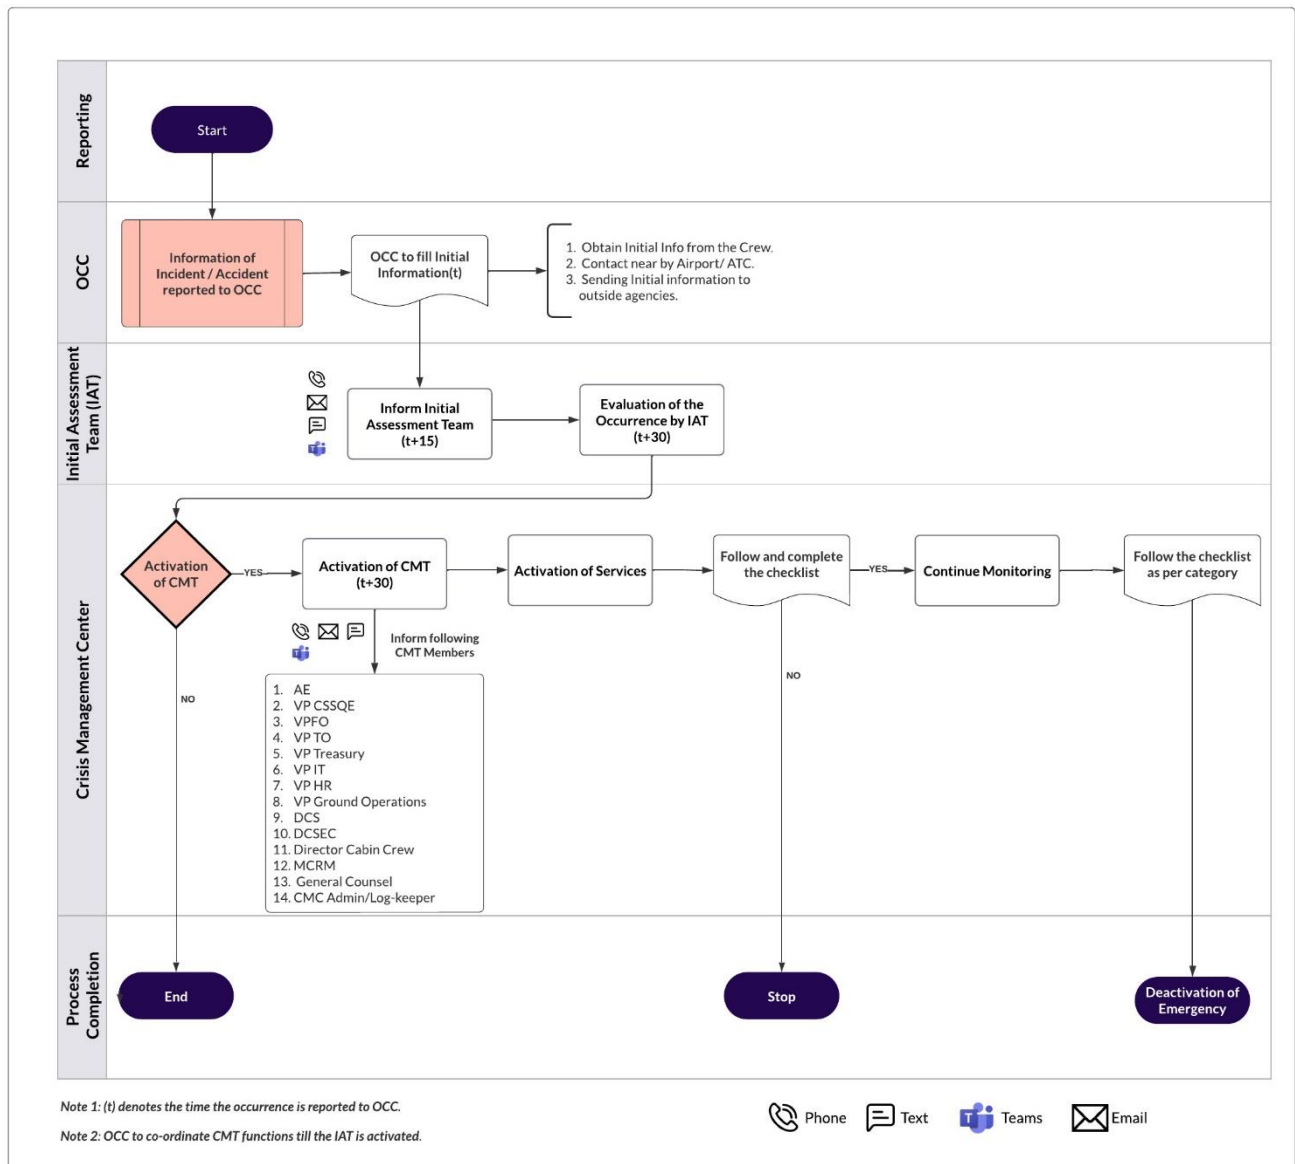 Reporting
Start
OCC
Information of
Incident / Accident
reported to OCC
OCC to fill Initial
Information(t)
1. Obtain Initial Info from the Crew.
2. Contact near by Airport/ ATC.
3. Sending Initial information to
outside agencies.
Initial Assessment
Team (IAT)
Inform Initial
Assessment Team
(t+15)
Evaluation of the
Occurrence by IAT
(t+30)
Crisis Management Center
Activation
of CMT
YES
Activation of CMT
(t+30)
Activation of Services
Follow and complete
the checklist
YES
Continue Monitoring
Follow the checklist
as per category
Inform following
CMT Members
NO
NO
1. AE
2. VP CSSQE
3. VPFO
4. VP TO
5. VP Treasury
6. VP IT
7. VP HR
8. VP Ground Operations
9. DCS
10. DCSEC
11. Director Cabin Crew
12. MCRM
13. General Counsel
14. CMC Admin/Log-keeper
Process
Completion
End
Stop
Deactivation of
Emergency
Note 1: (t) denotes the time the occurrence is reported to OCC.
Note 2: OCC to co-ordinate CMT functions till the IAT is activated.
Phone
Text
Teams
Email